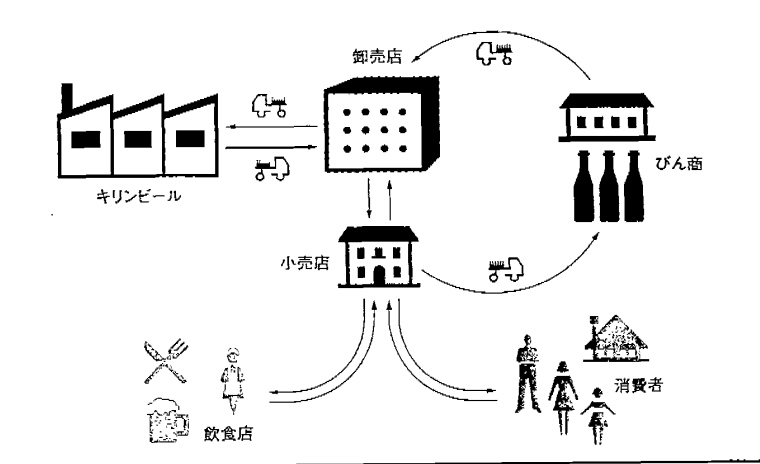 卸売店
びん商
キリンビール
小売店
消費者
飲食店